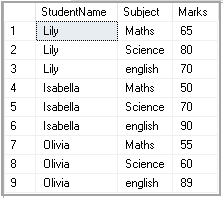 StudentName Subject Marks
1 Lily Maths 65
2 Lily Science 80
3 Lily english 70
4 Isabella Maths 50
5 Isabella Science 70
6 Isabella english 90
7 Olivia Maths 55
8 Olivia Science 60
9 Olivia english 89